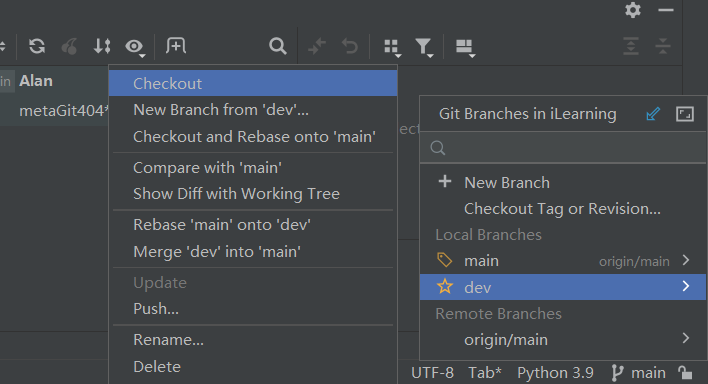 in
Alan
metaGit404*
Checkout
New Branch from 'dev'...
Checkout and Rebase onto 'main'
Compare with 'main'
Show Diff with Working Tree
Rebase 'main' onto 'dev'
Merge 'dev' into 'main'
Update
Push...
Rename...
Delete
ect
Git Branches in iLearning
New Branch
Checkout Tag or Revision...
Local Branches
main origin/main
dev
Remote Branches
origin/main
UTF-8 Tab* Python 3.9 main